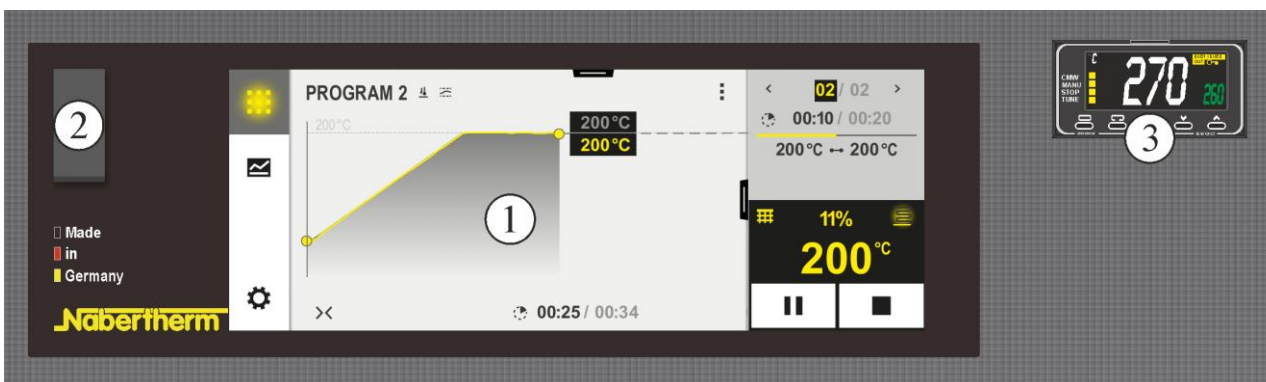 2
Made
in
Germany
Nabertherm
PROGRAM 2
200°C
200°C
200°C
1
00:25 / 00:34
‹ 02 / 02 ›
00:10 / 00:20
200°C ↔ 200°C
11%
200°C
C
CMW
MANU
STOP
TUNE
270
260
3